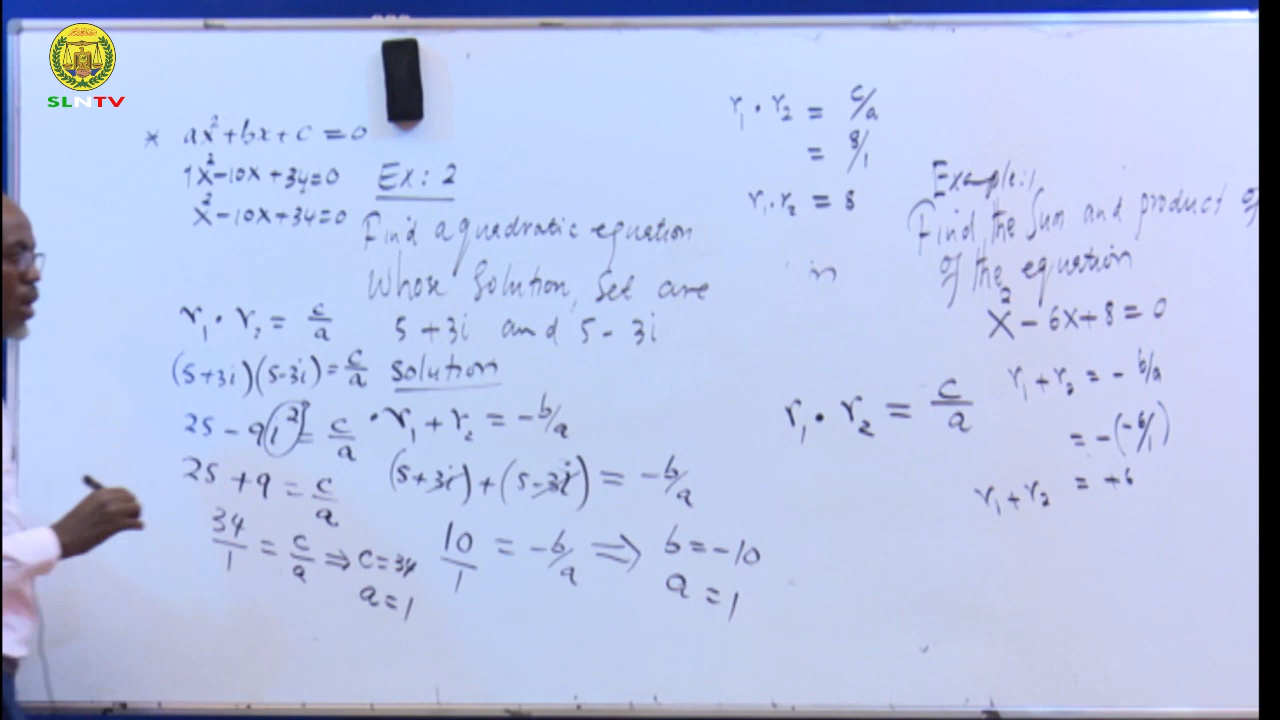 SLNTV
* ax²+bx+c=0
1x²-10x+34=0
x²-10x+34=0
Ex: 2
Find a quadratic equation
whose Solution, Set are
5+3i and 5-3i
Solution
r₁ · r₂ = c/a
(5+3i)(5-3i)=c/a
25-9i²=c/a
25+9=c/a
34/1=c/a⇒c=34
a=1
· r₁+r₂=-b/a
(5+3i)+(5-3i)=-b/a
10/1=-b/a⇒b=-10
a=1
r₁ · r₂ = c/a
= 8/1
r₁·r₂ = 8
in
r₁ · r₂ = c/a
Example:1
Find the Sum and product of
of the equation
x²-6x+8=0
r₁+r₂=-b/a
=-(-6/1)
r₁+r₂ = +6